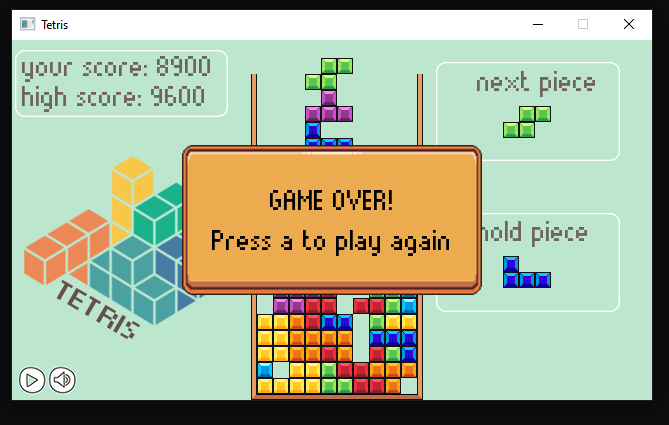 Tetris
your score: 8900
high score: 9600
next piece
GAME OVER!
Press a to play again
hold piece
TETRIS